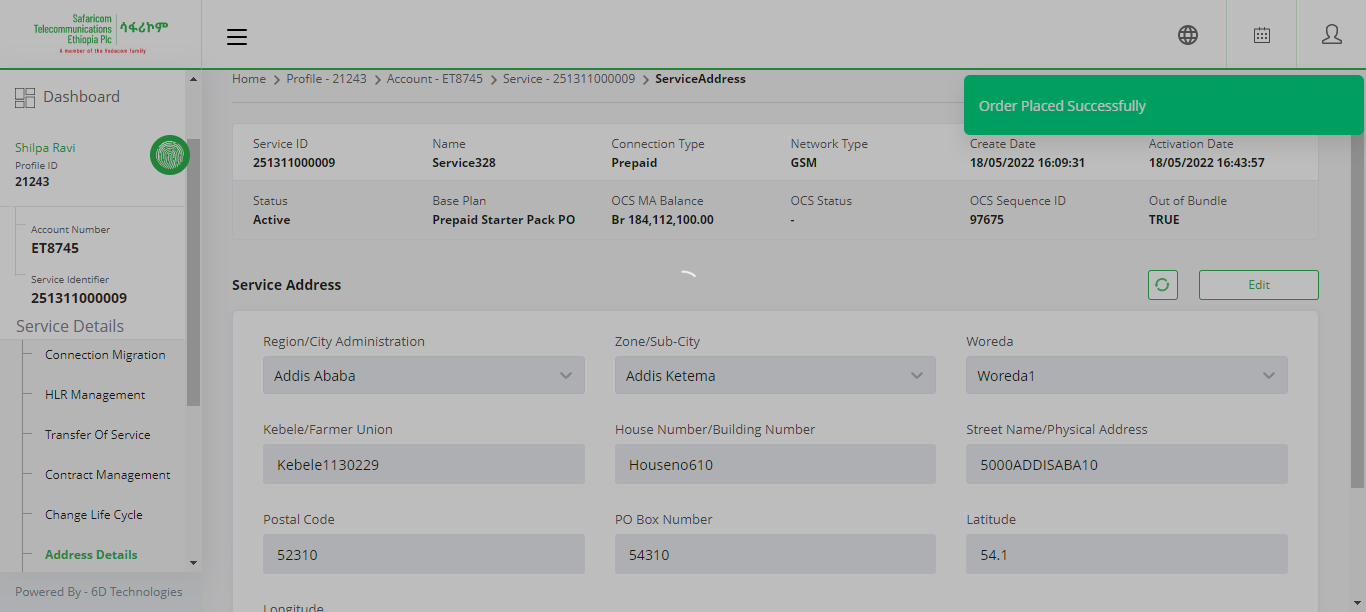 Safaricom
Telecommunications
Ethiopia Plc
ሳፋሪኮም
A member of the Vodacom family
Home > Profile - 21243 > Account - ET8745 > Service - 251311000009 > ServiceAddress
Order Placed Successfully
Dashboard
Shilpa Ravi
Profile ID
21243
Account Number
ET8745
Service Identifier
251311000009
Service Details
Connection Migration
HLR Management
Transfer Of Service
Contract Management
Change Life Cycle
Address Details
Powered By - 6D Technologies
Service ID Name Connection Type Network Type Create Date Activation Date
251311000009 Service328 Prepaid GSM 18/05/2022 16:09:31 18/05/2022 16:43:57
Status Base Plan OCS MA Balance OCS Status OCS Sequence ID Out of Bundle
Active Prepaid Starter Pack PO Br 184,112,100.00 - 97675 TRUE
Service Address
Edit
Region/City Administration Zone/Sub-City Woreda
Addis Ababa Addis Ketema Woreda1
Kebele/Farmer Union House Number/Building Number Street Name/Physical Address
Kebele1130229 Houseno610 5000ADDISABA10
Postal Code PO Box Number Latitude
52310 54310 54.1
Longitude